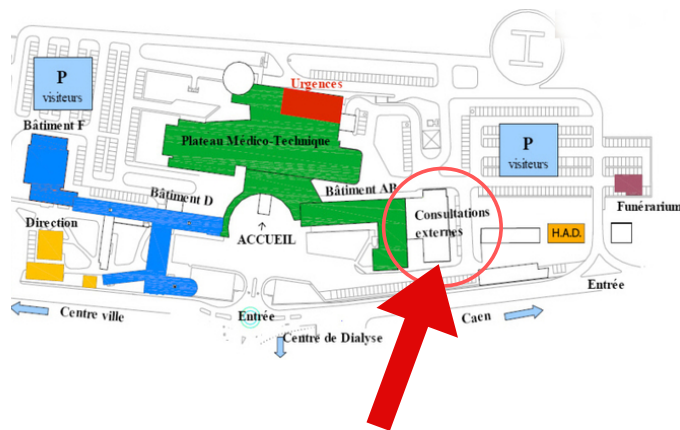 Urgences
P
visiteurs
Bâtiment F
Plateau Médico-Technique
P
visiteurs
Bâtiment D
Bâtiment AB
Funérarium
Direction
ACCUEIL
Consultations
externes
H.A.D.
Entrée
Centre ville
Entrée
Caen
Centre de Dialyse